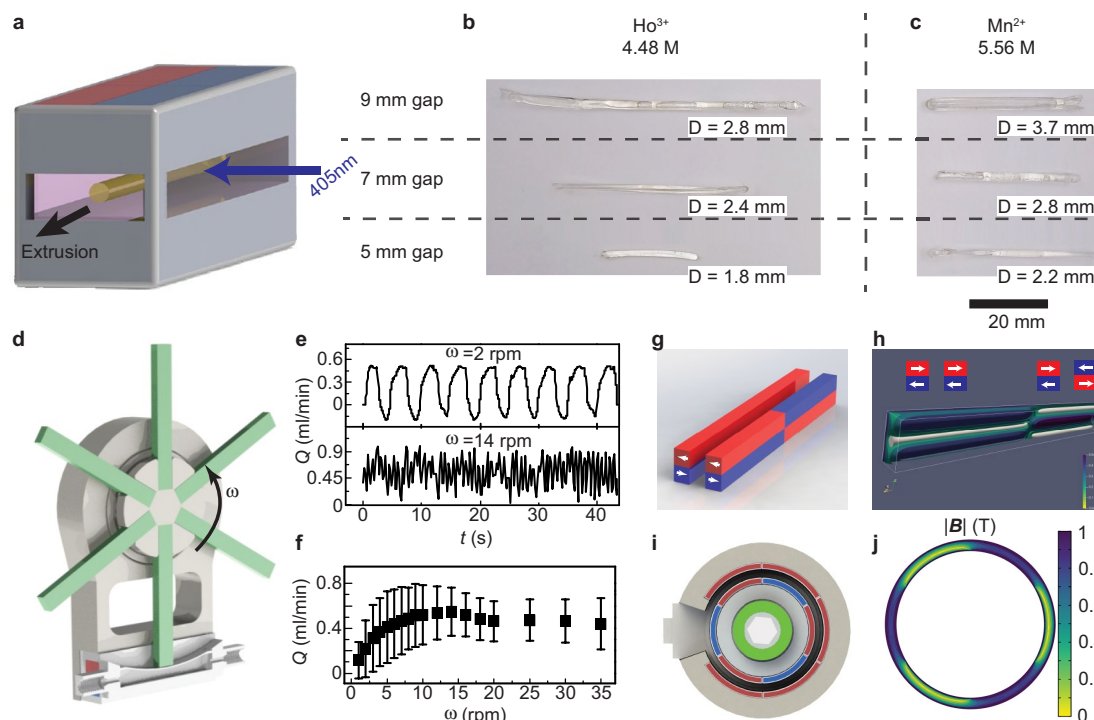 a
Extrusion
405nm
b
Ho³⁺
4.48 M
c
Mn²⁺
5.56 M
9 mm gap
D = 2.8 mm
D = 3.7 mm
7 mm gap
D = 2.4 mm
D = 2.8 mm
5 mm gap
D = 1.8 mm
D = 2.2 mm
20 mm
d
ω
e
Q (ml/min)
0.6
0.3
0
ω =2 rpm
0.9
0.45
0
ω =14 rpm
0 10 20 30 40
t (s)
f
Q (ml/min)
0.8
0.4
0
0 5 10 15 20 25 30 35
ω (rpm)
g
h
i
j
|B| (T)
1
0.
0.
0.
0.
0